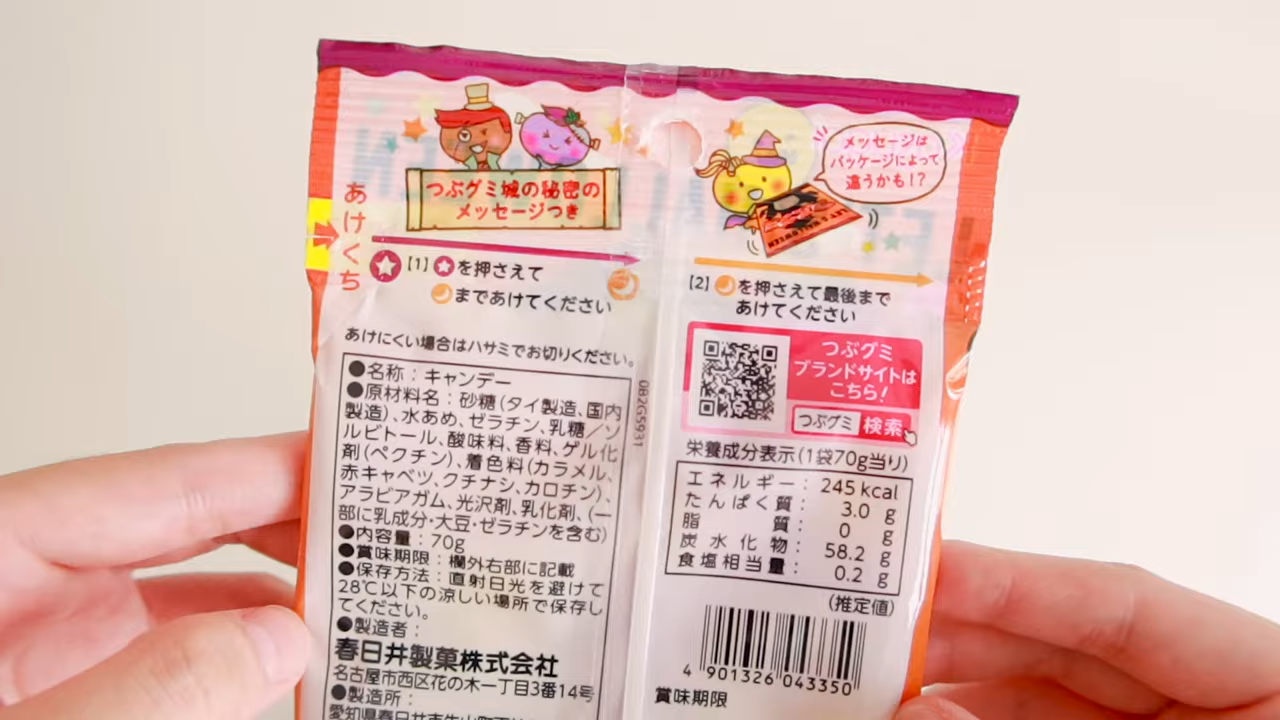 つぶグミ城の秘密の
メッセージつき
メッセージは
パッケージによって
違うかも!?
あけくち
[1]★を押さえて
まであけてください
[2]を押さえて最後まで
あけてください
あけにくい場合はハサミでお切りください。
●名称：キャンデー
●原材料名：砂糖(タイ製造、国内
製造)、水あめ、ゼラチン、乳糖／ソ
ルビトール、酸味料、香料、ゲル化
剤(ペクチン)、着色料(カラメル、
赤キャベツ、クチナシ、カロチン)、
アラビアガム、光沢剤、乳化剤、(一
部に乳成分・大豆・ゼラチンを含む)
●内容量：70g
●賞味期限：欄外右部に記載
●保存方法：直射日光を避けて
28℃以下の涼しい場所で保存し
てください。
●製造者：
春日井製菓株式会社
名古屋市西区花の木一丁目3番14号
●製造所：
愛知県春日井市牛山町
082G5931
つぶグミ
ブランドサイトは
こちら!
つぶグミ 検索
栄養成分表示(1袋70g当り)
エネルギー：245 kcal
たんぱく質：3.0 g
脂質：0 g
炭水化物：58.2 g
食塩相当量：0.2 g
(推定値)
4 901326 043350
賞味期限